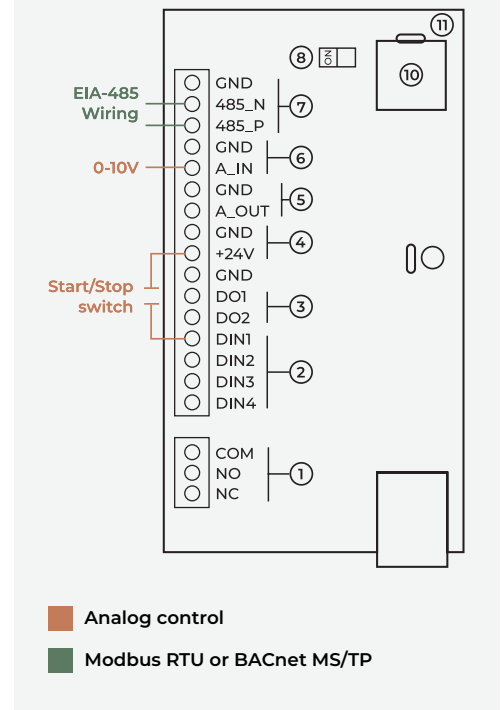 11
8
ON
10
GND
EIA-485
Wiring
485_N
7
485_P
GND
6
0-10V
A_IN
GND
5
A_OUT
GND
4
+24V
GND
Start/Stop
switch
DO1
3
DO2
DIN1
DIN2
2
DIN3
DIN4
COM
NO
1
NC
Analog control
Modbus RTU or BACnet MS/TP